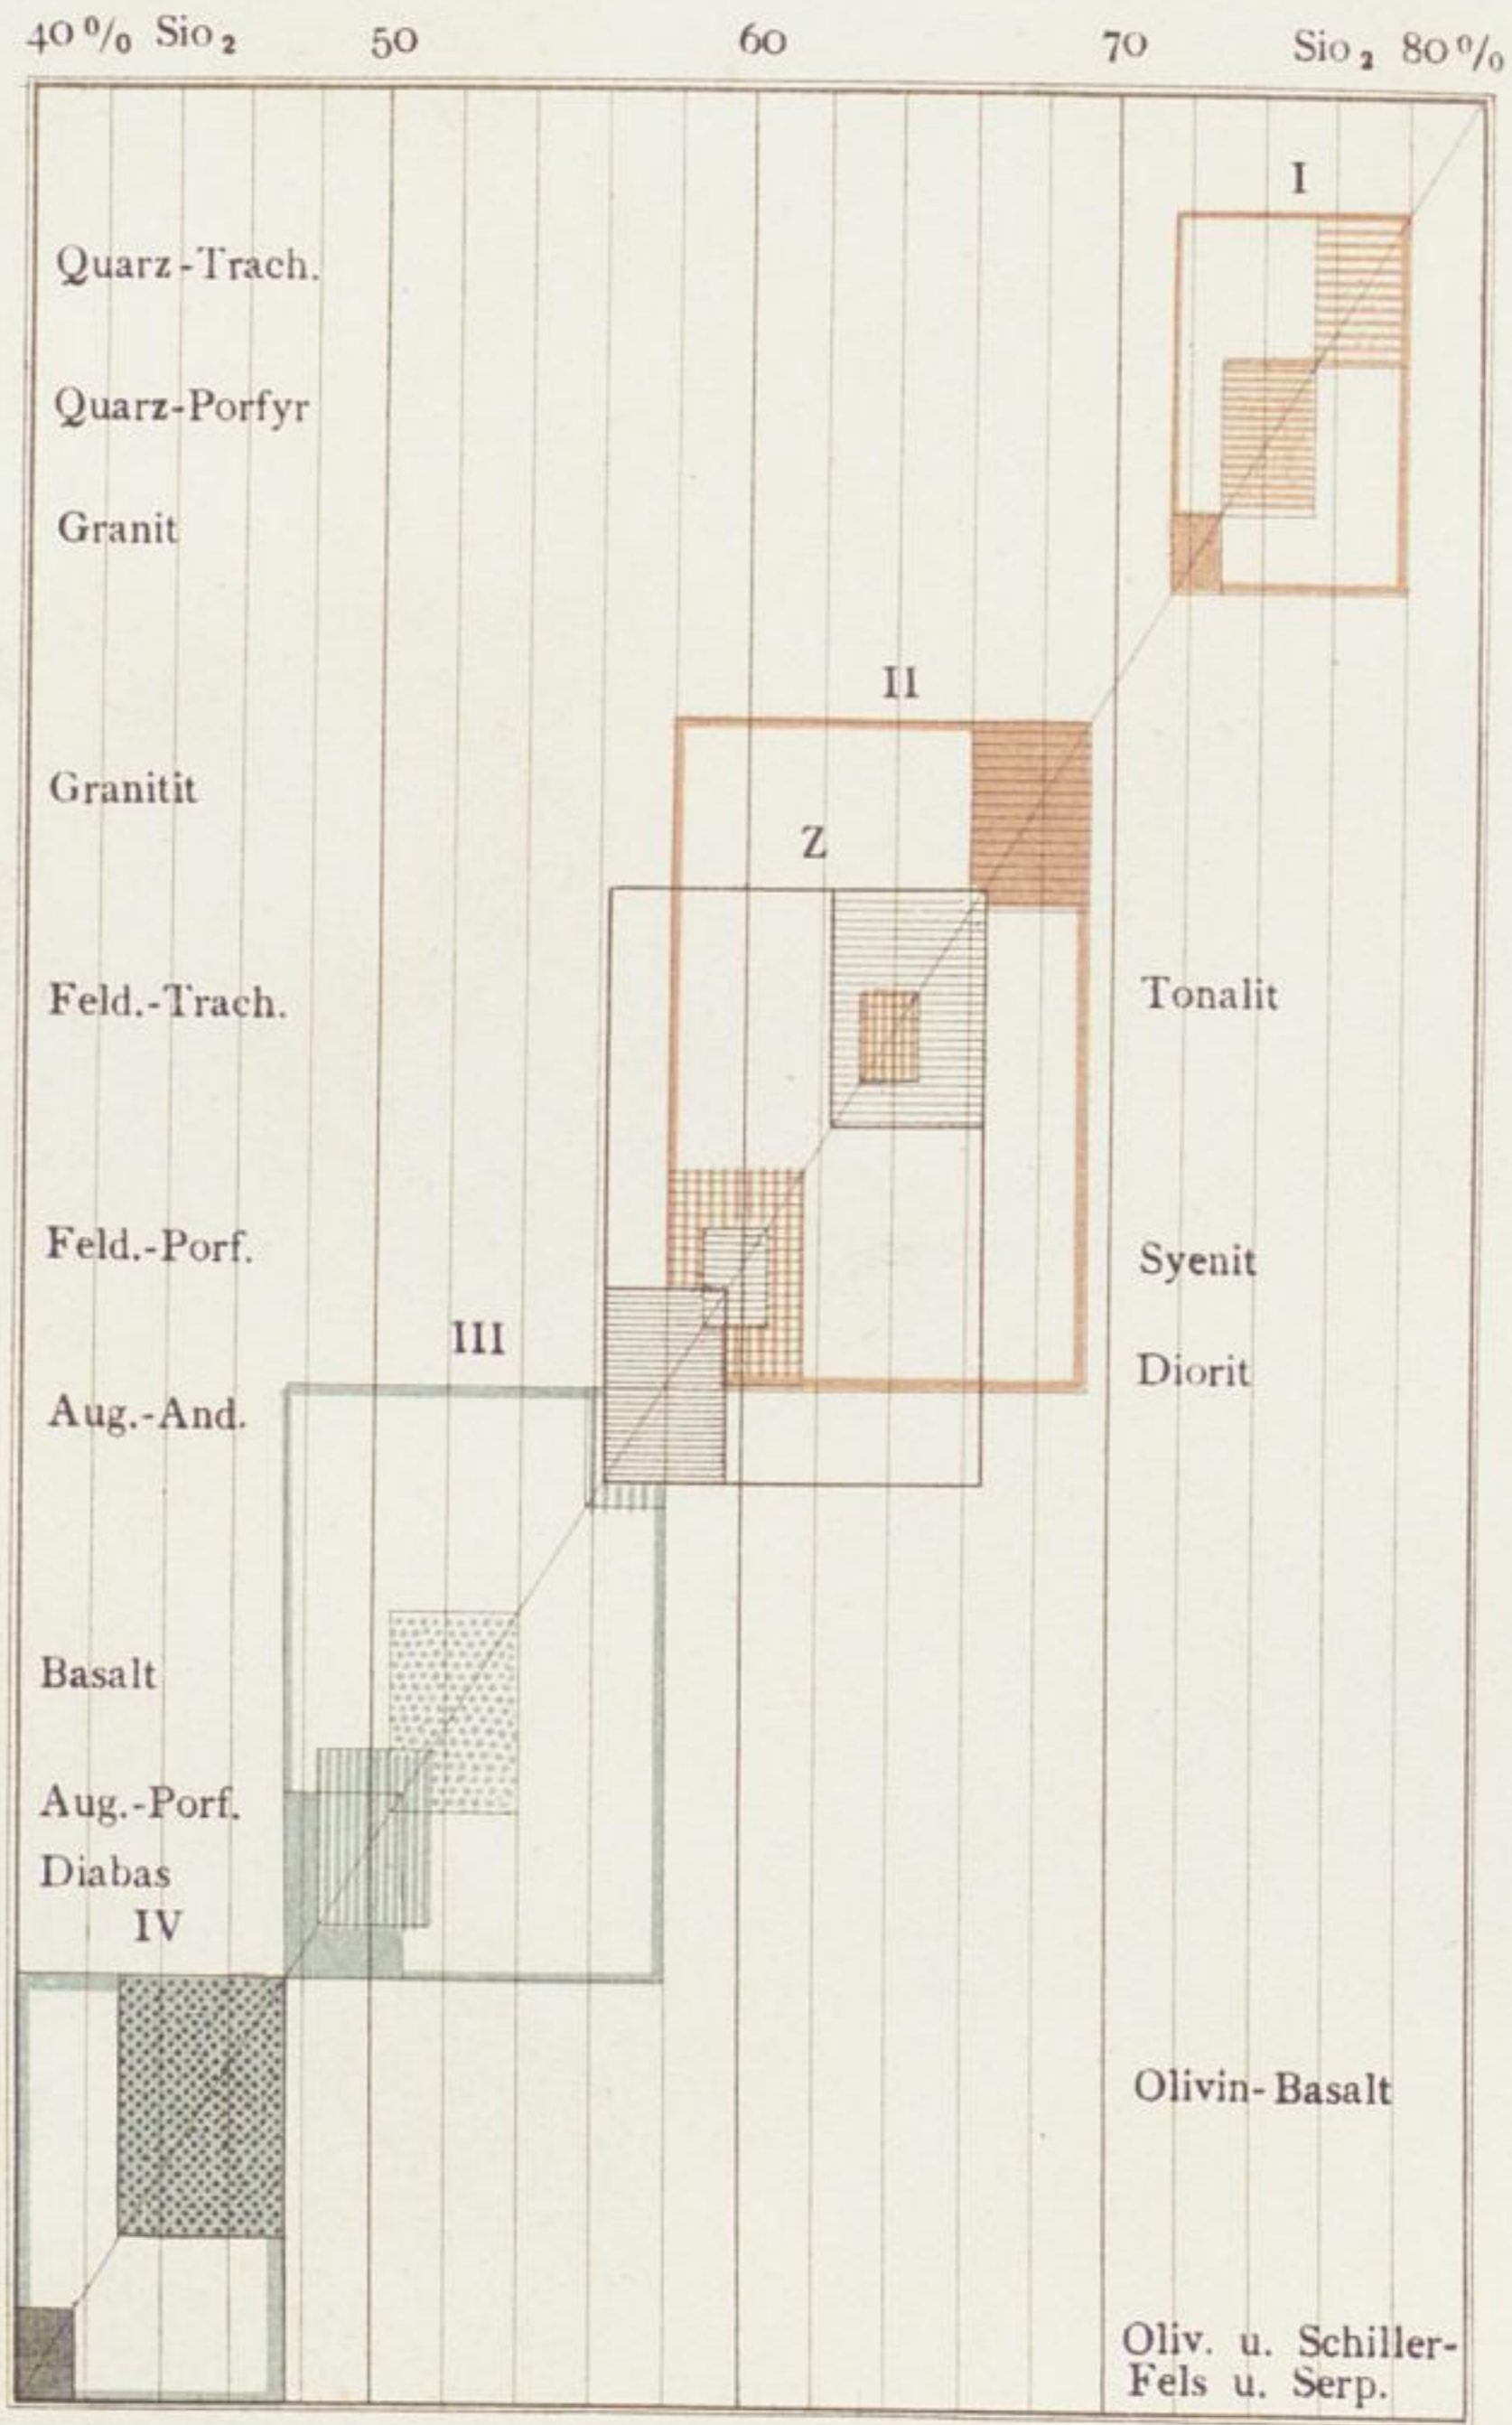 40% Sio₂ 50 60 70 Sio₂ 80%
I
Quarz-Trach.
Quarz-Porfyr
Granit
II
Granitit
Z
Feld.-Trach. Tonalit
Feld.-Porf. Syenit
III
Diorit
Aug.-And.
Basalt
Aug.-Porf.
Diabas
IV
Olivin-Basalt
Oliv. u. Schiller-
Fels u. Serp.